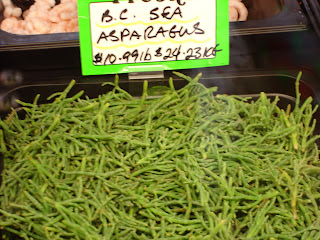 B.C. SEA
ASPARAGUS
$10.99lb $24.23KG